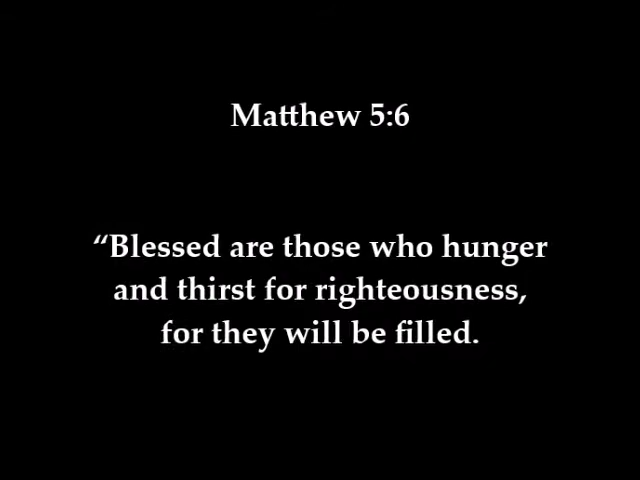 Matthew 5:6
“Blessed are those who hunger
and thirst for righteousness,
for they will be filled.